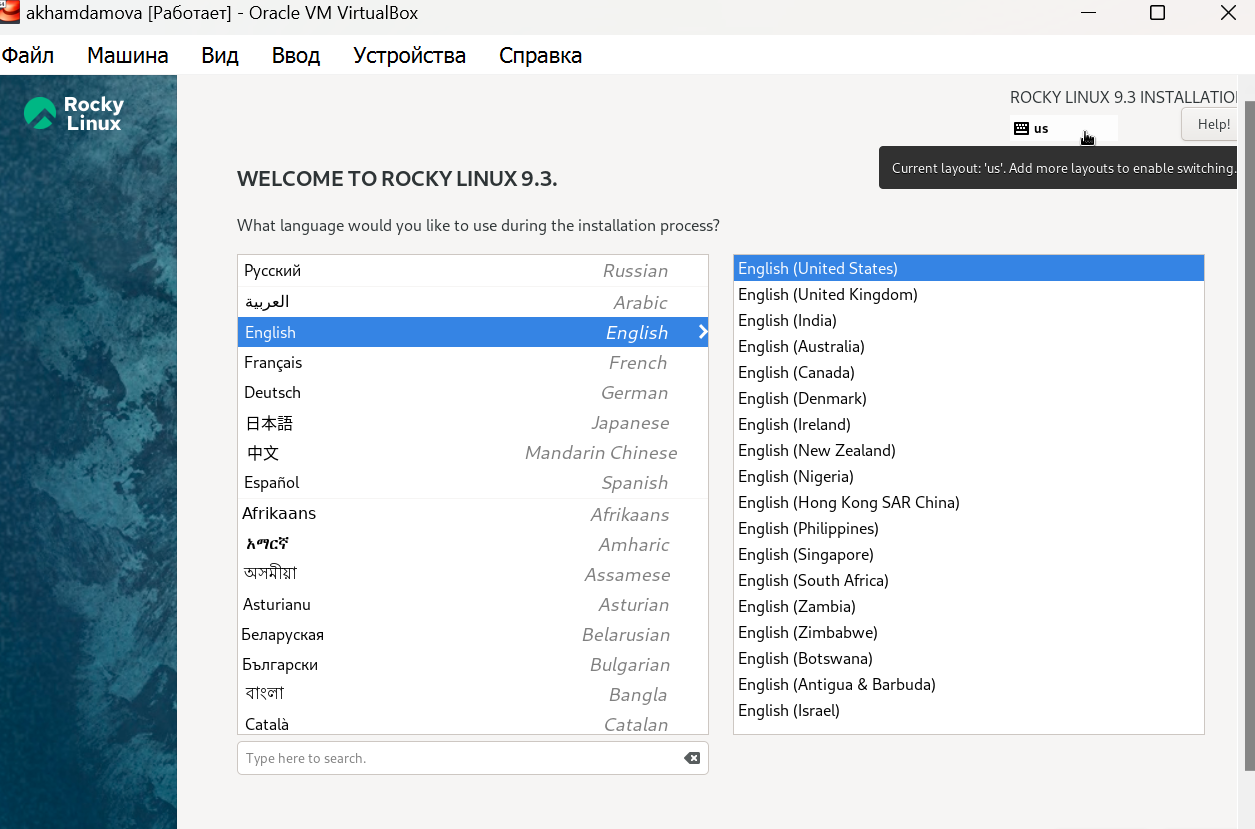 akhamdamova [Работает] - Oracle VM VirtualBox
Файл Машина Вид Ввод Устройства Справка
Rocky
Linux
ROCKY LINUX 9.3 INSTALLATIO
us
Help!
Current layout: 'us'. Add more layouts to enable switching.
WELCOME TO ROCKY LINUX 9.3.
What language would you like to use during the installation process?
Русский Russian
العربية Arabic
English English
Français French
Deutsch German
日本語 Japanese
中文 Mandarin Chinese
Español Spanish
Afrikaans Afrikaans
አማርኛ Amharic
অসমীয়া Assamese
Asturianu Asturian
Беларуская Belarusian
Български Bulgarian
বাংলা Bangla
Català Catalan
Type here to search.
English (United States)
English (United Kingdom)
English (India)
English (Australia)
English (Canada)
English (Denmark)
English (Ireland)
English (New Zealand)
English (Nigeria)
English (Hong Kong SAR China)
English (Philippines)
English (Singapore)
English (South Africa)
English (Zambia)
English (Zimbabwe)
English (Botswana)
English (Antigua & Barbuda)
English (Israel)